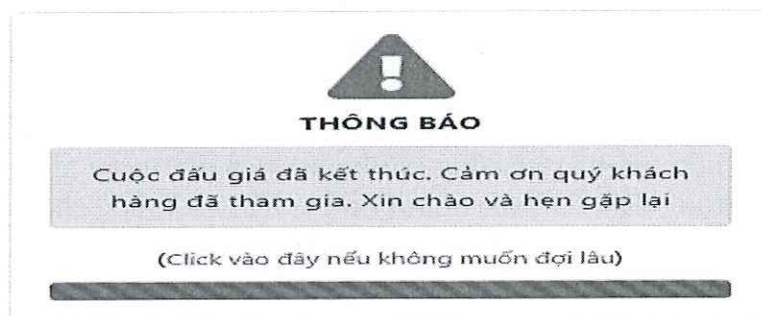 THÔNG BÁO
Cuộc đấu giá đã kết thúc. Cảm ơn quý khách
hàng đã tham gia. Xin chào và hẹn gặp lại
(Click vào đây nếu không muốn đợi lâu)